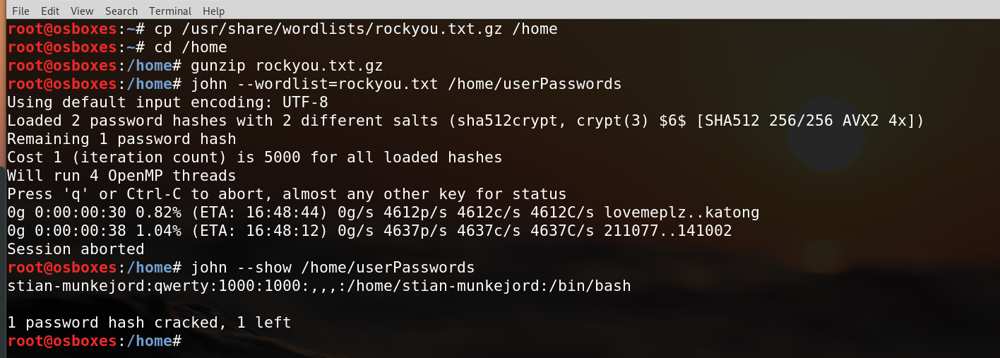 File Edit View Search Terminal Help
root@osboxes:~# cp /usr/share/wordlists/rockyou.txt.gz /home
root@osboxes:~# cd /home
root@osboxes:/home# gunzip rockyou.txt.gz
root@osboxes:/home# john --wordlist=rockyou.txt /home/userPasswords
Using default input encoding: UTF-8
Loaded 2 password hashes with 2 different salts (sha512crypt, crypt(3) $6$ [SHA512 256/256 AVX2 4x])
Remaining 1 password hash
Cost 1 (iteration count) is 5000 for all loaded hashes
Will run 4 OpenMP threads
Press 'q' or Ctrl-C to abort, almost any other key for status
0g 0:00:00:30 0.82% (ETA: 16:48:44) 0g/s 4612p/s 4612c/s 4612C/s lovemeplz..katong
0g 0:00:00:38 1.04% (ETA: 16:48:12) 0g/s 4637p/s 4637c/s 4637C/s 211077..141002
Session aborted
root@osboxes:/home# john --show /home/userPasswords
stian-munkejord:qwerty:1000:1000:,,,:/home/stian-munkejord:/bin/bash
1 password hash cracked, 1 left
root@osboxes:/home#